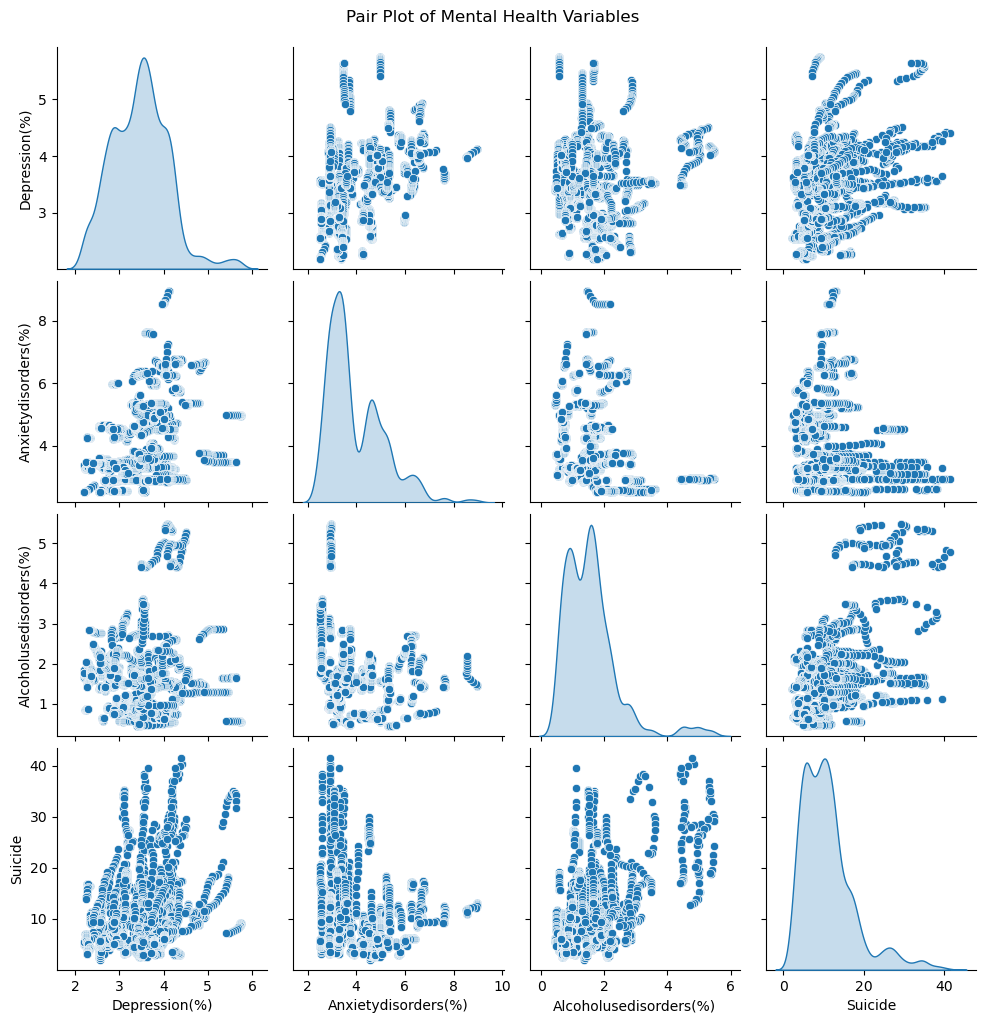 Pair Plot of Mental Health Variables
Depression(%)
5
4
3
Anxietydisorders(%)
8
6
4
Alcoholusedisorders(%)
5
4
3
2
1
Suicide
40
30
20
10
2 3 4 5 6
Depression(%)
2 4 6 8 10
Anxietydisorders(%)
0 2 4 6
Alcoholusedisorders(%)
0 20 40
Suicide